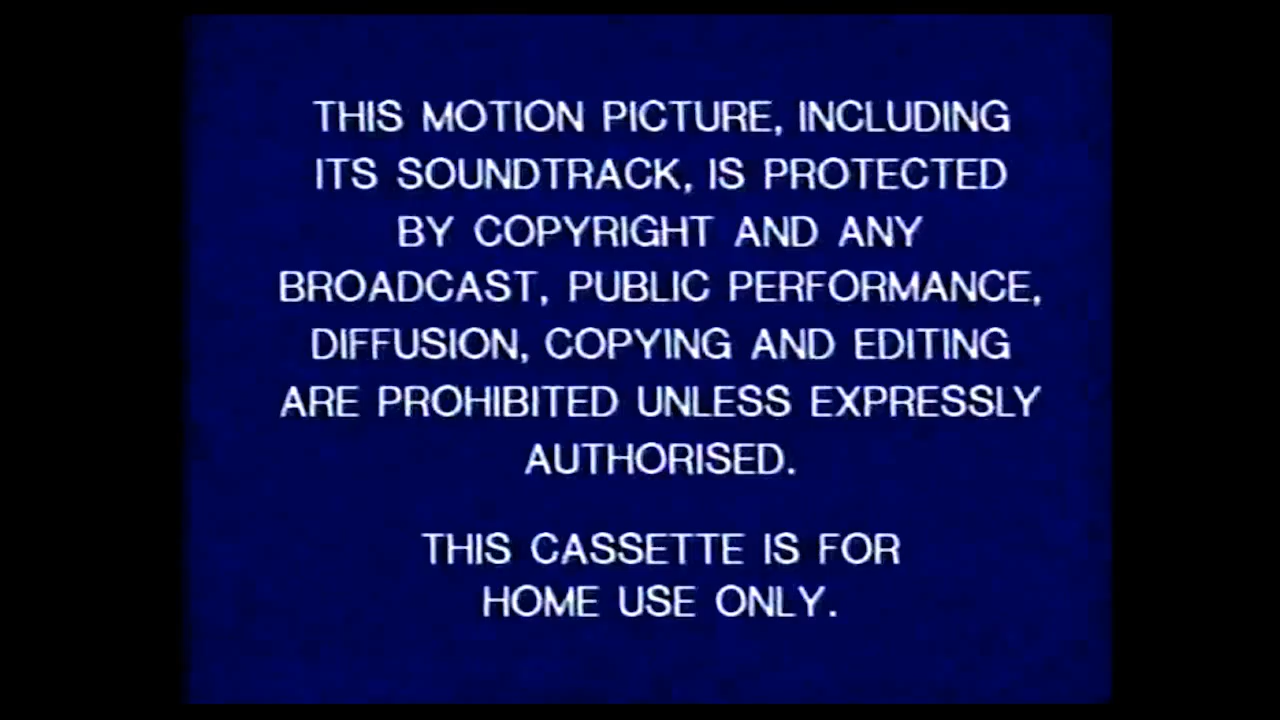 THIS MOTION PICTURE, INCLUDING
ITS SOUNDTRACK, IS PROTECTED
BY COPYRIGHT AND ANY
BROADCAST, PUBLIC PERFORMANCE,
DIFFUSION, COPYING AND EDITING
ARE PROHIBITED UNLESS EXPRESSLY
AUTHORISED.
THIS CASSETTE IS FOR
HOME USE ONLY.